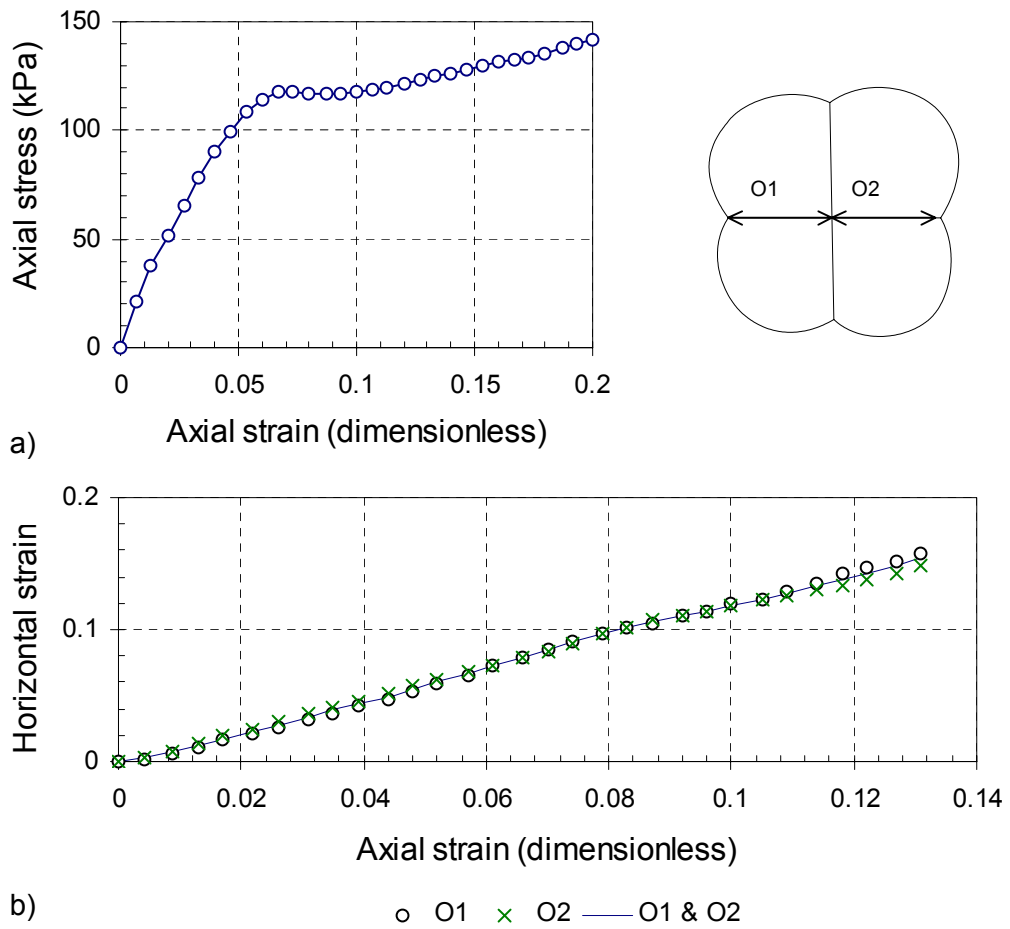 150
100
50
0
Axial stress (kPa)
0 0.05 0.1 0.15 0.2
Axial strain (dimensionless)
a)
O1 O2
0.2
0.1
0
Horizontal strain
0 0.02 0.04 0.06 0.08 0.1 0.12 0.14
Axial strain (dimensionless)
b)
O1 O2 O1 & O2